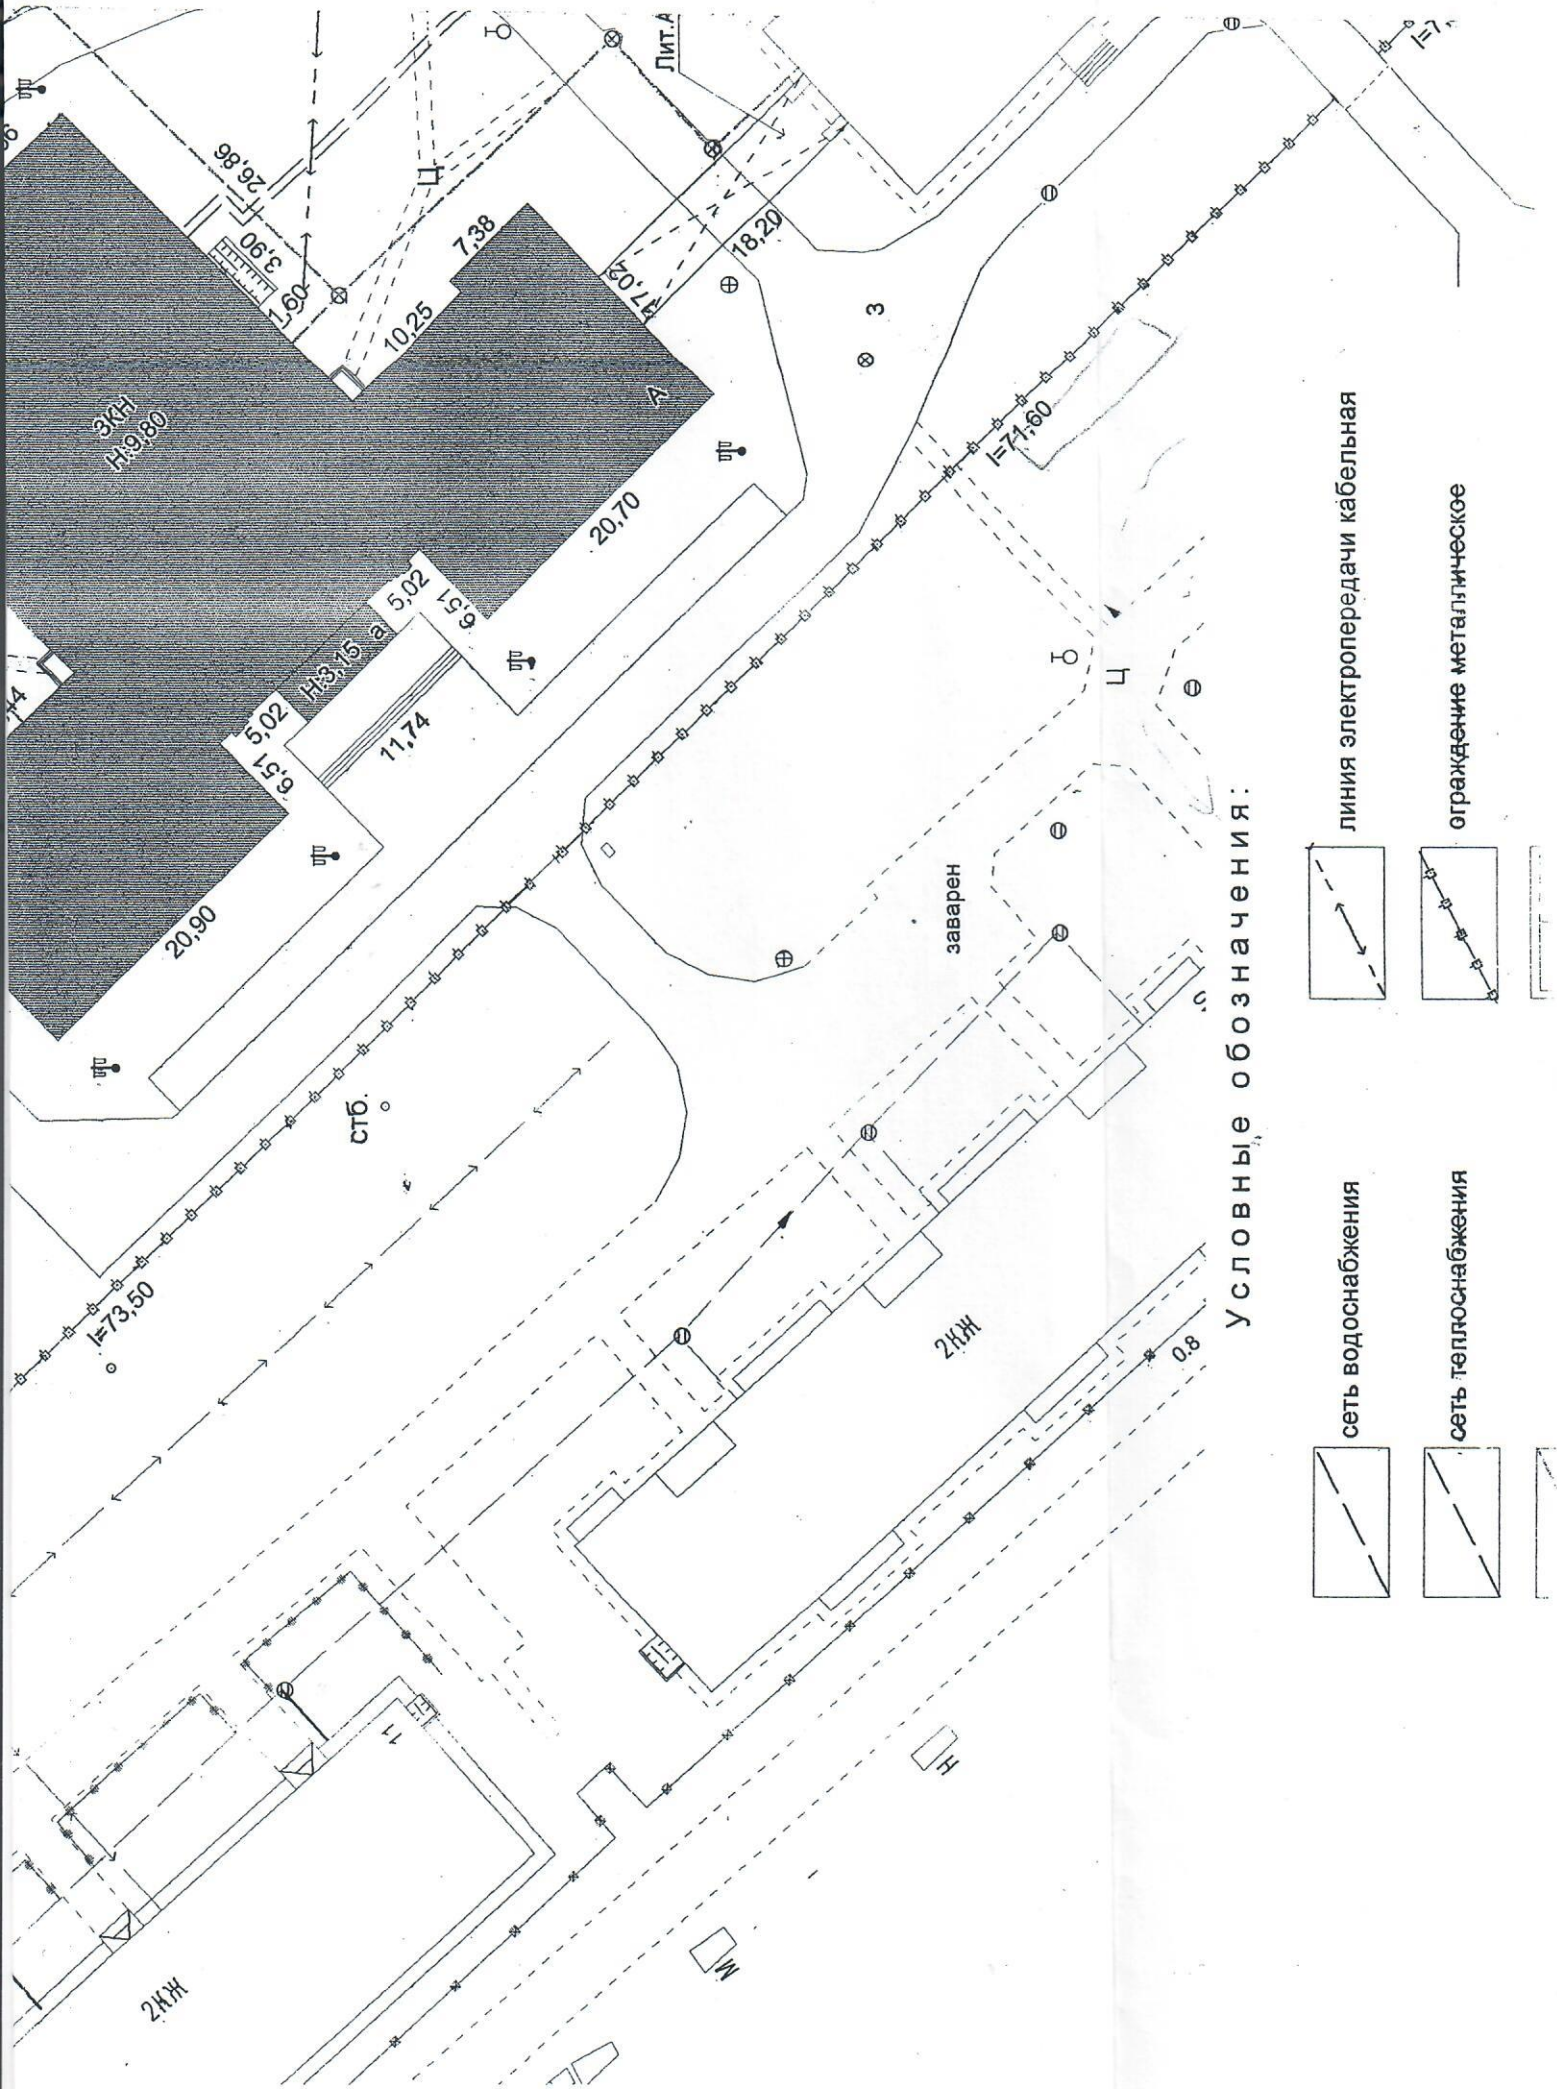 Лит.А
26,86
3,90
1,60
Ц
7,38
10,25
17,02
18,20
3КН
Н:9,80
А
З
20,70
5,02
6,51
Н:3,15
а
11,74
5,02
6,51
20,90
l=71,60
l=73,50
стб.
Ц
заварен
2КЖ
0.8
11
2КЖ
Н
М
Условные обозначения:
сеть водоснабжения
линия электропередачи кабельная
сеть теплоснабжения
ограждение металлическое